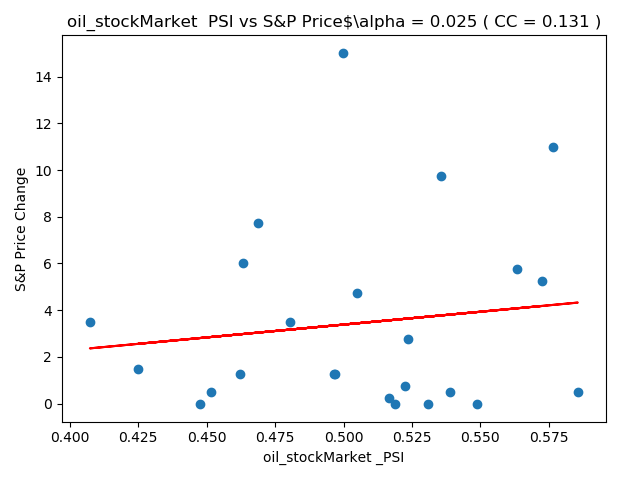 oil_stockMarket  PSI vs S&P Price$\alpha = 0.025 ( CC = 0.131 )
14
12
10
8
6
4
2
0
S&P Price Change
0.400 0.425 0.450 0.475 0.500 0.525 0.550 0.575
oil_stockMarket _PSI